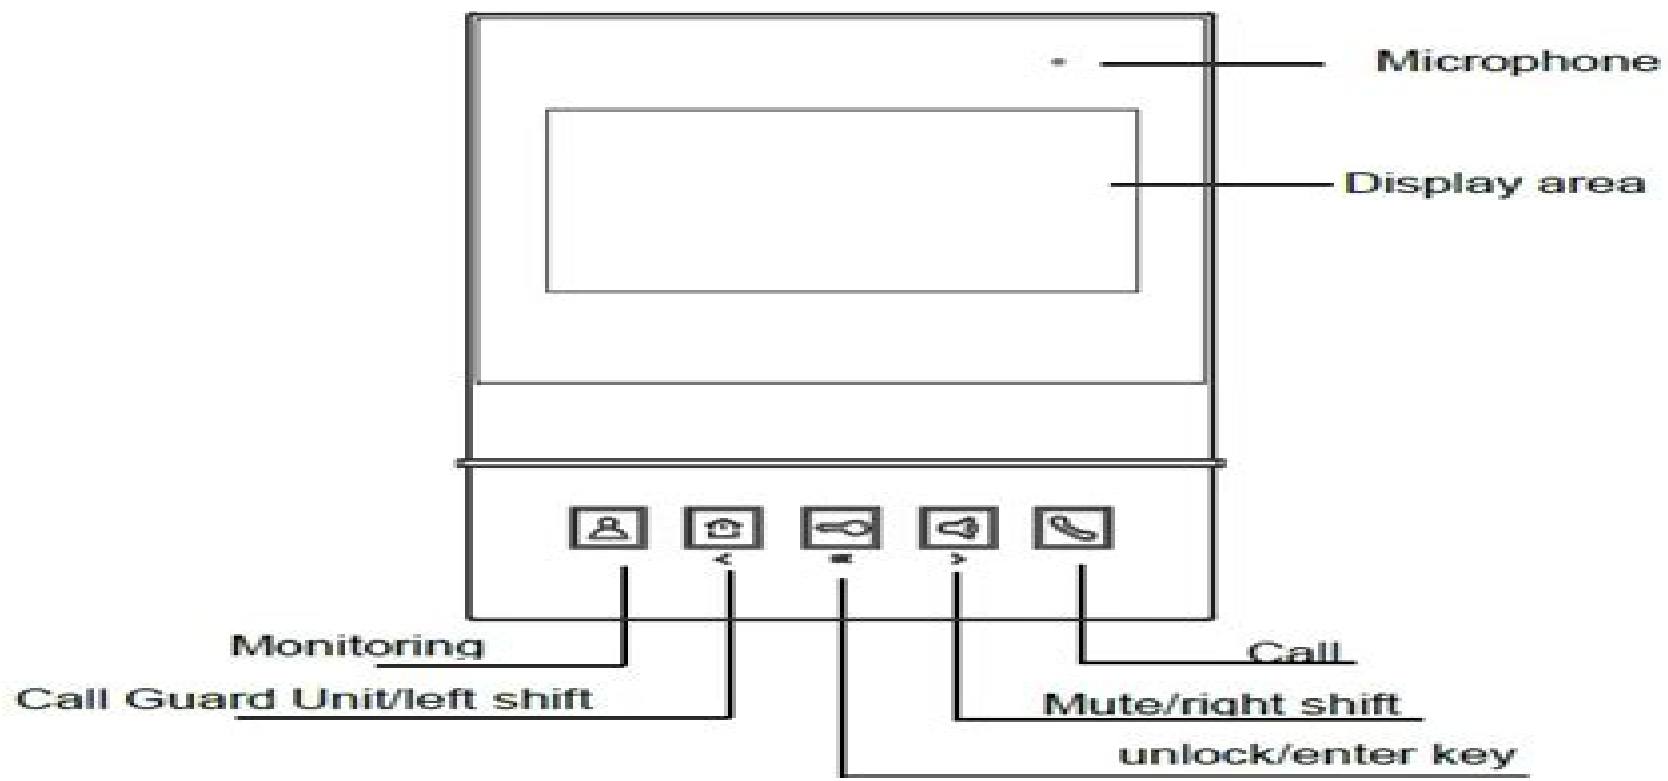 Microphone
Display area
Monitoring
Call
Call Guard Unit/left shift
Mute/right shift
unlock/enter key